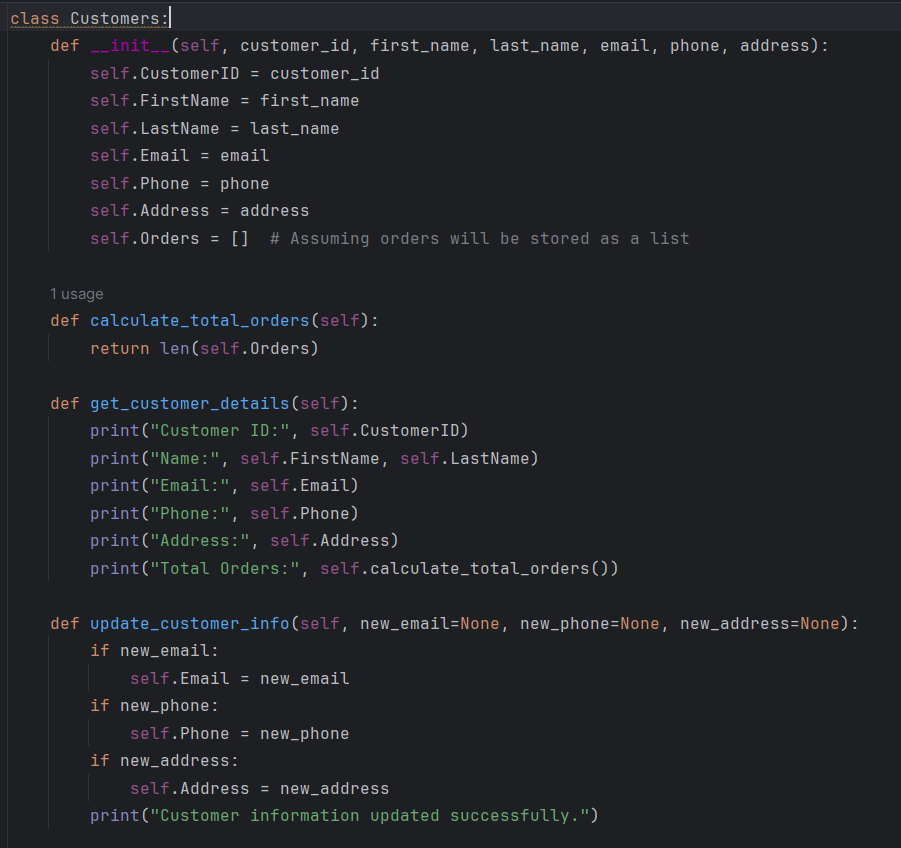 class Customers:
    def __init__(self, customer_id, first_name, last_name, email, phone, address):
        self.CustomerID = customer_id
        self.FirstName = first_name
        self.LastName = last_name
        self.Email = email
        self.Phone = phone
        self.Address = address
        self.Orders = []  # Assuming orders will be stored as a list
    1 usage
    def calculate_total_orders(self):
        return len(self.Orders)
    def get_customer_details(self):
        print("Customer ID:", self.CustomerID)
        print("Name:", self.FirstName, self.LastName)
        print("Email:", self.Email)
        print("Phone:", self.Phone)
        print("Address:", self.Address)
        print("Total Orders:", self.calculate_total_orders())
    def update_customer_info(self, new_email=None, new_phone=None, new_address=None):
        if new_email:
            self.Email = new_email
        if new_phone:
            self.Phone = new_phone
        if new_address:
            self.Address = new_address
        print("Customer information updated successfully.")